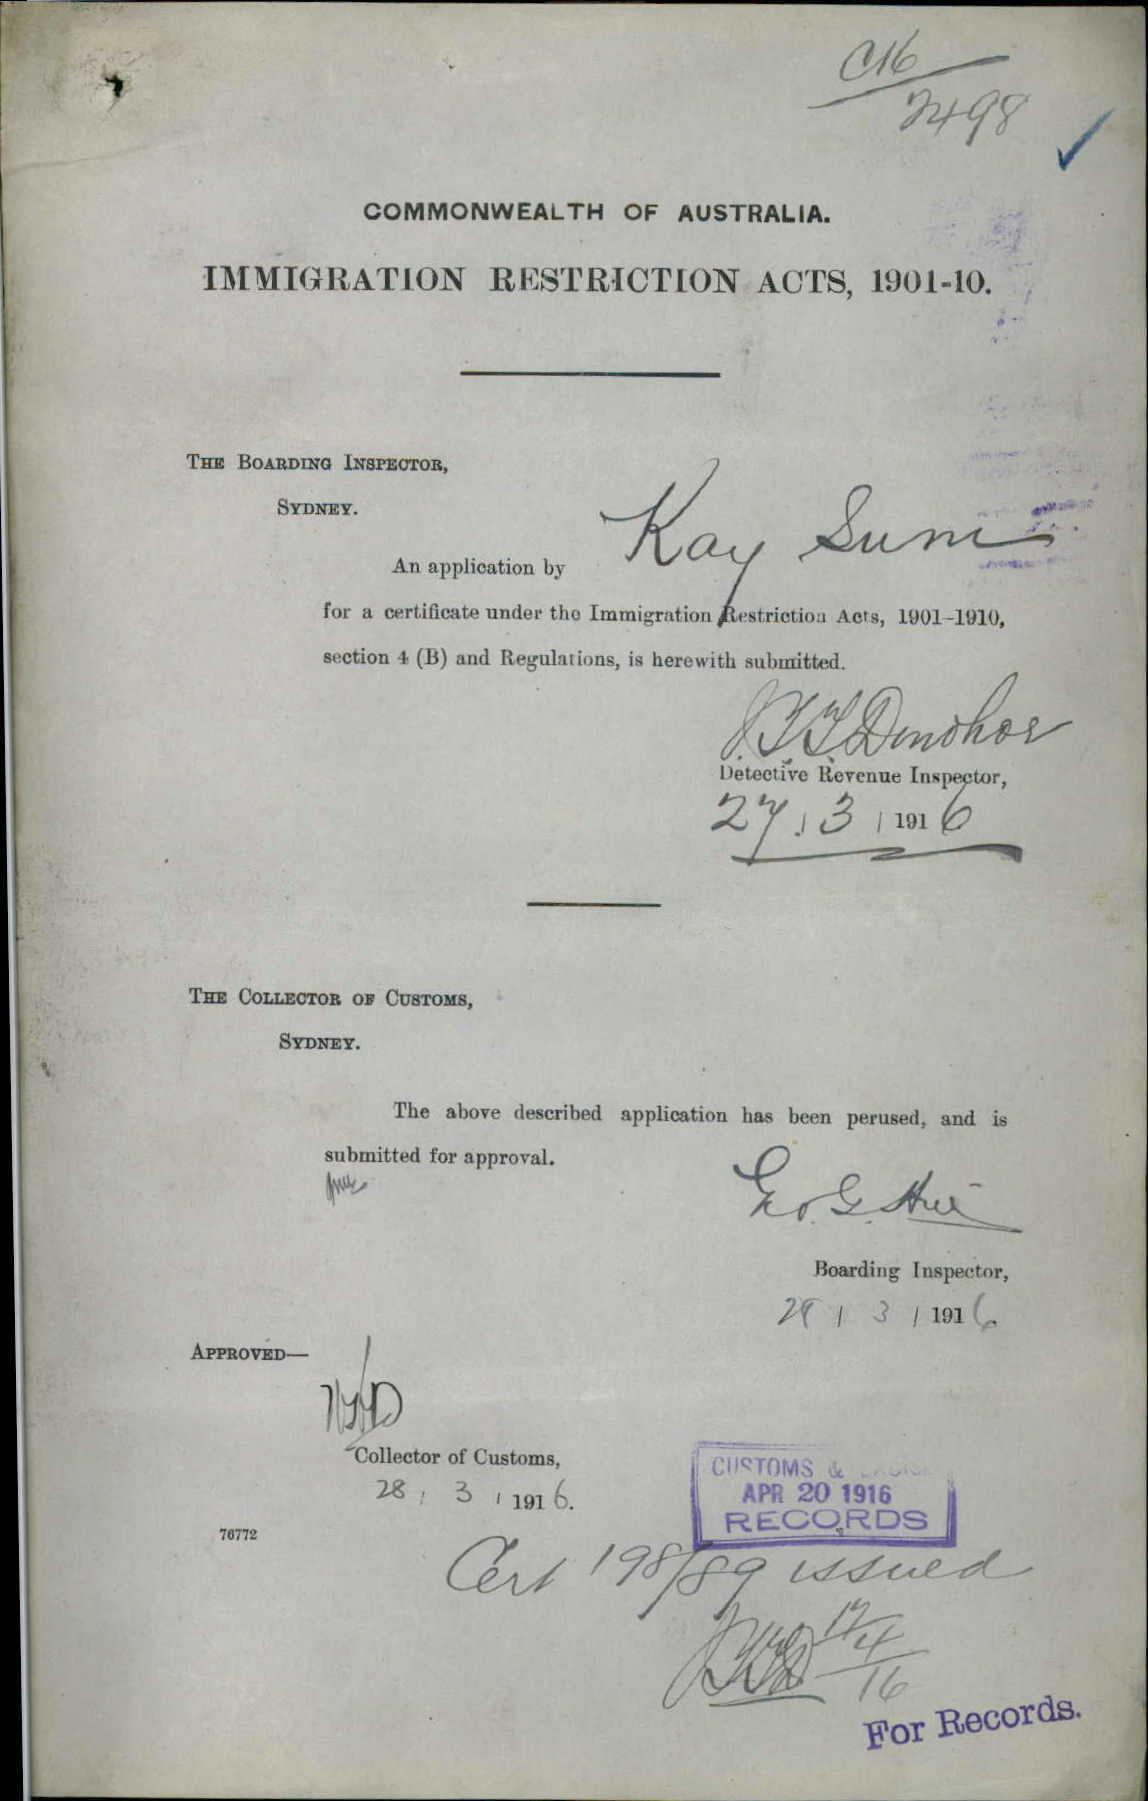 C16
2498
COMMONWEALTH OF AUSTRALIA.
IMMIGRATION RESTRICTION ACTS, 1901-10.
THE BOARDING INSPECTOR,
SYDNEY.
An application by Kay Sum
for a certificate under the Immigration Restriction Acts, 1901-1910,
section 4 (B) and Regulations, is herewith submitted.
J.T.T. Donohoe
Detective Revenue Inspector,
27 / 3 / 1916
THE COLLECTOR OF CUSTOMS,
SYDNEY.
The above described application has been perused, and is
submitted for approval.
Geo. G. Hie
Boarding Inspector,
/ 3 / 1916
APPROVED—
Collector of Customs,
28 / 3 / 1916.
76772
CUSTOMS & EXCISE
APR 20 1916
RECORDS
Cert 198/89 issued
4
16
For Records.